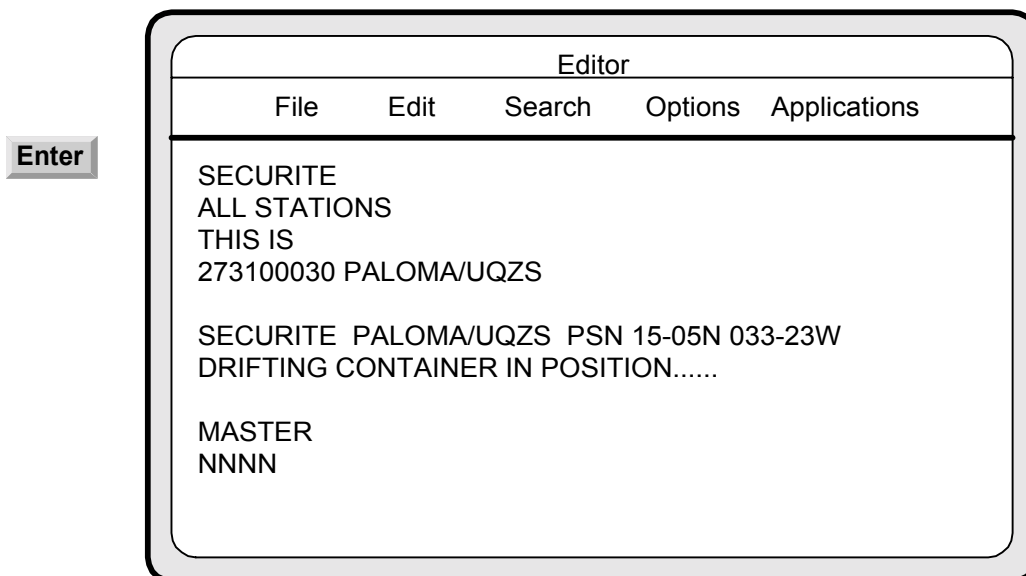 Editor
File Edit Search Options Applications
Enter
SECURITE
ALL STATIONS
THIS IS
273100030 PALOMA/UQZS
SECURITE PALOMA/UQZS PSN 15-05N 033-23W
DRIFTING CONTAINER IN POSITION......
MASTER
NNNN